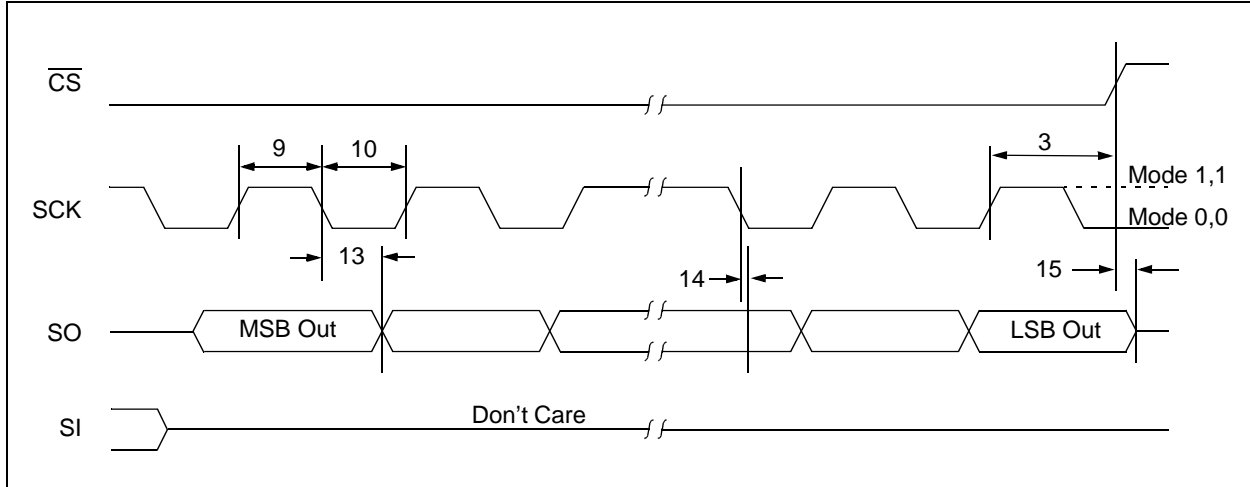 CS
9
10
3
SCK
Mode 1,1
Mode 0,0
13
14
15
SO
MSB Out
LSB Out
SI
Don't Care